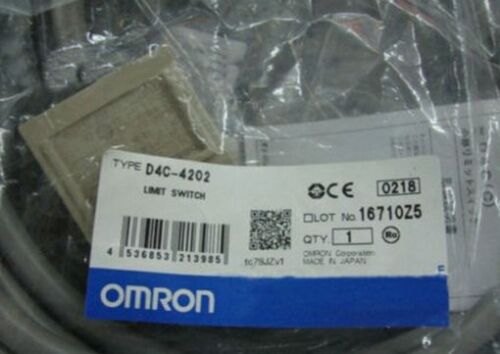 TYPE D4C-4202
LIMIT SWITCH
CE 0218
LOT No. 16710Z5
QTY. 1
OMRON Corporation
MADE IN JAPAN
4 536853 213985
OMRON